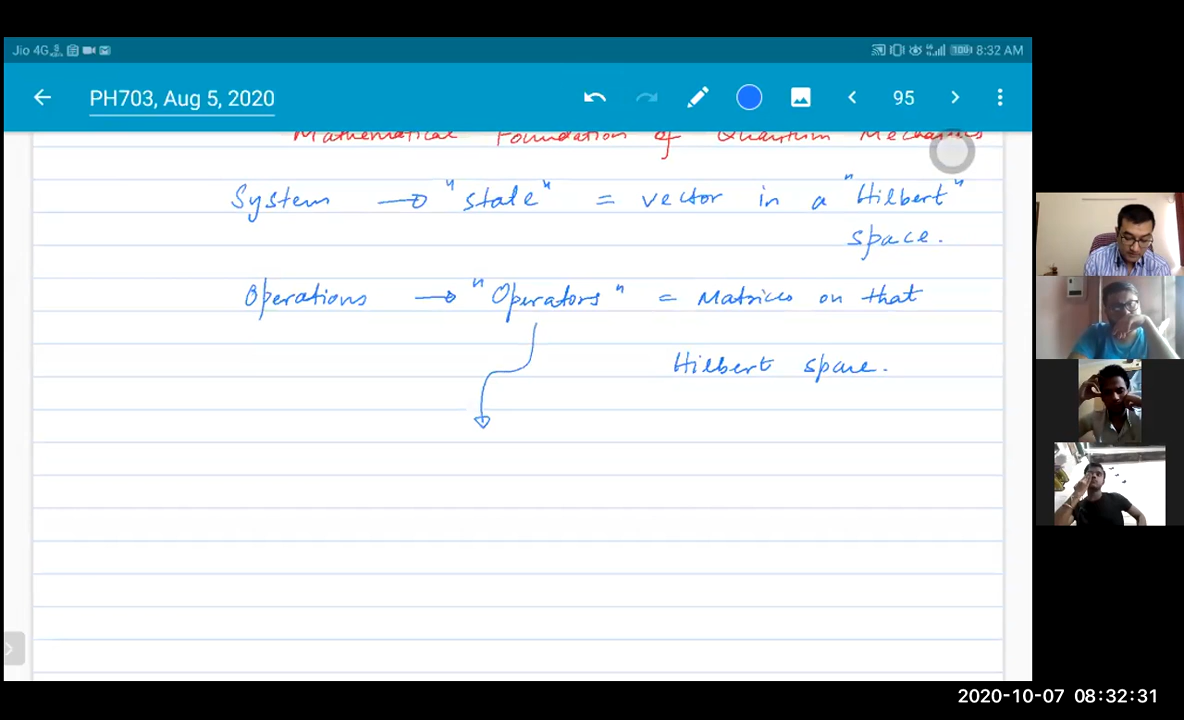 Jio 4G 8:32 AM
PH703, Aug 5, 2020 95
Mathematical Foundation of Quantum Mechanics
System → "state" = vector in a "Hilbert"
space.
Operations → "Operators" = Matrices on that
Hilbert space.
2020-10-07 08:32:31